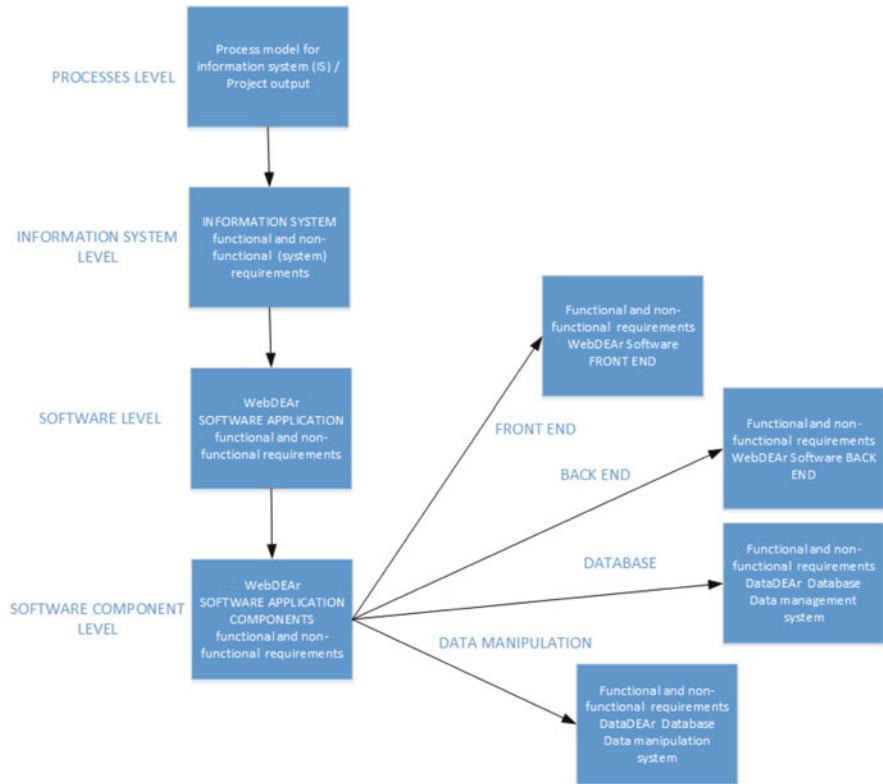 Process model for
information system (IS) /
Project output
PROCESSES LEVEL
INFORMATION SYSTEM
functional and non-
functional (system)
requirements
INFORMATION SYSTEM
LEVEL
Functional and non-
functional requirements
WebDEAr Software
FRONT END
WebDEAr
SOFTWARE APPLICATION
functional and non-
functional requirements
SOFTWARE LEVEL
FRONT END
Functional and non-
functional requirements
WebDEAr Software BACK
END
BACK END
Functional and non-
functional requirements
DataDEAr Database
Data management
system
DATABASE
WebDEAr
SOFTWARE APPLICATION
COMPONENTS
functional and non-
functional requirements
SOFTWARE COMPONENT
LEVEL
DATA MANIPULATION
Functional and non-
functional requirements
DataDEAr Database
Data manipulation
system